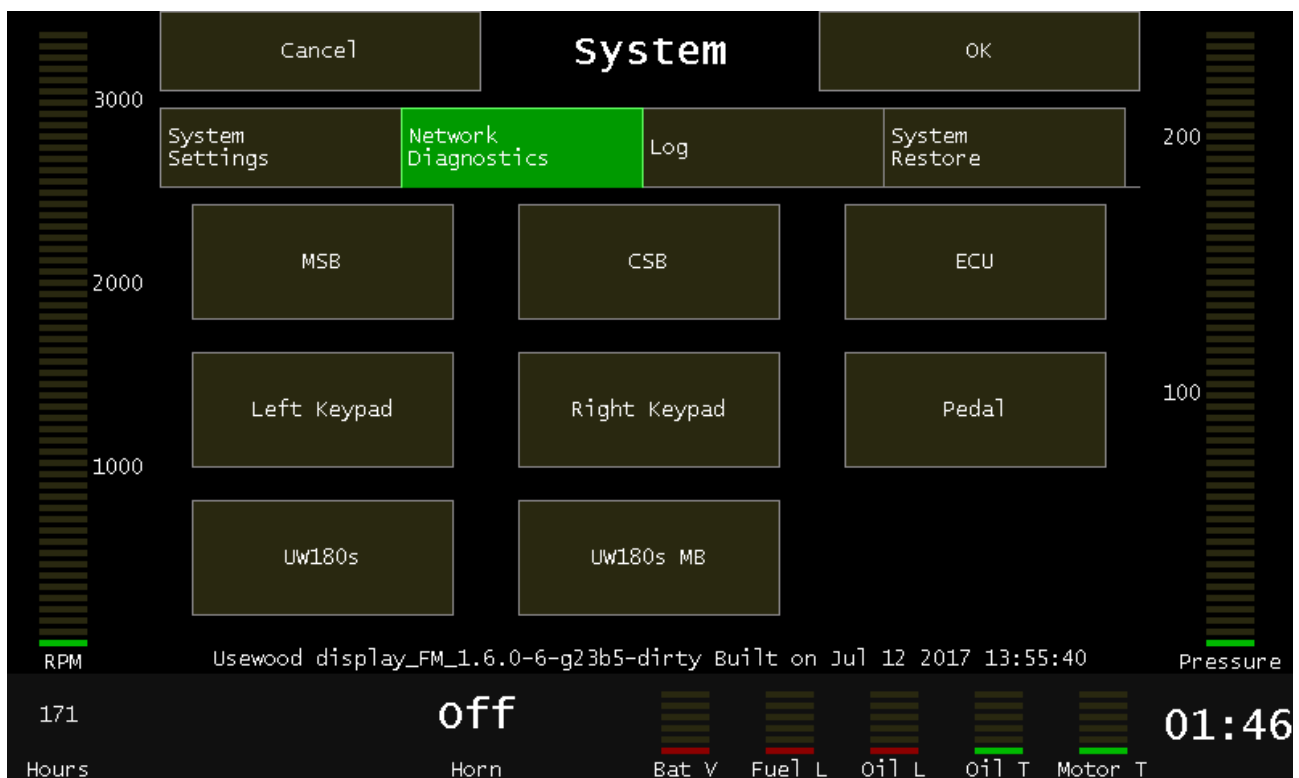 Cancel System OK
3000
System Settings
Network Diagnostics
Log
System Restore
200
MSB CSB ECU
2000
Left Keypad Right Keypad Pedal
100
1000
UW180s UW180s MB
RPM
Usewood display_FM_1.6.0-6-g23b5-dirty Built on Jul 12 2017 13:55:40
Pressure
171 off 01:46
Hours Horn Bat V Fuel L Oil L Oil T Motor T